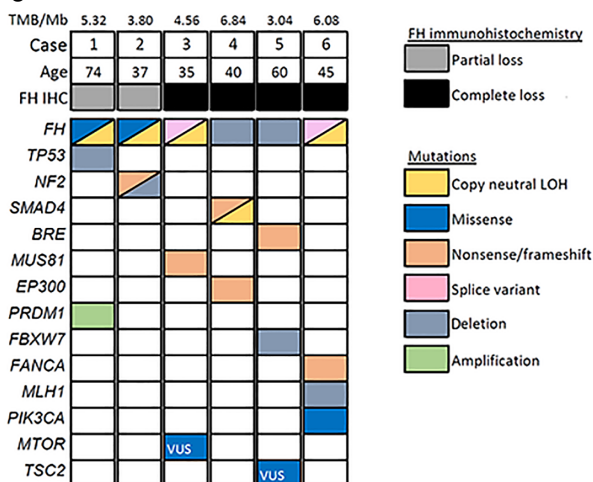 TMB/Mb 5.32 3.80 4.56 6.84 3.04 6.08
Case 1 2 3 4 5 6
Age 74 37 35 40 60 45
FH IHC
FH
TP53
NF2
SMAD4
BRE
MUS81
EP300
PRDM1
FBXW7
FANCA
MLH1
PIK3CA
MTOR VUS
TSC2 VUS
FH immunohistochemistry
Partial loss
Complete loss
Mutations
Copy neutral LOH
Missense
Nonsense/frameshift
Splice variant
Deletion
Amplification